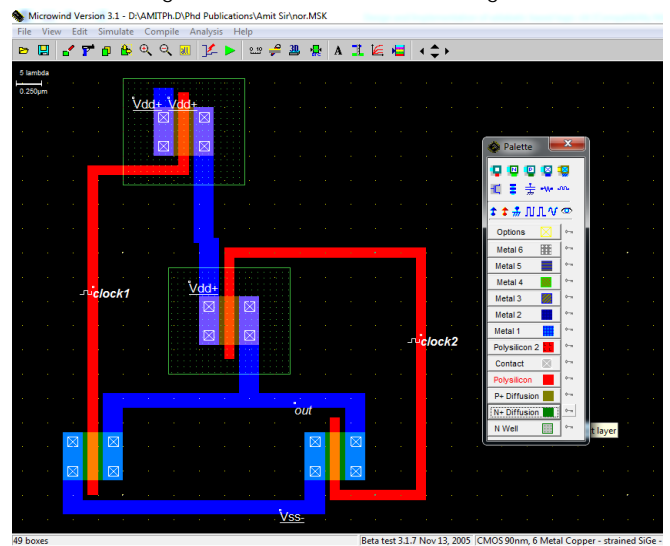 Microwind Version 3.1 - D:\AMITPh.D\Phd Publications\Amit Sir\nor.MSK
File View Edit Simulate Compile Analysis Help
5 lambda
0.250µm
Vdd+ Vdd+
Palette
Options
Metal 6
Metal 5
Vdd+
Metal 4
clock1
Metal 3
Metal 2
Metal 1
clock2
Polysilicon 2
Contact
Polysilicon
P+ Diffusion
out
N+ Diffusion
N Well
t layer
Vss-
49 boxes
Beta test 3.1.7 Nov 13, 2005
CMOS 90nm, 6 Metal Copper - strained SiGe -